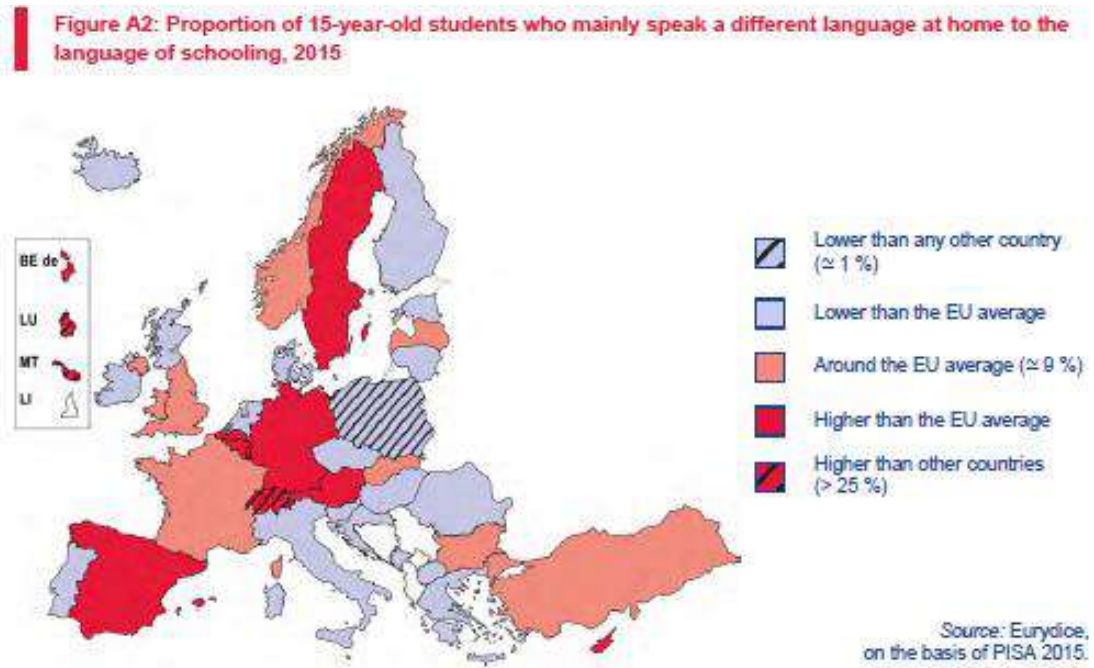 Figure A2: Proportion of 15-year-old students who mainly speak a different language at home to the
language of schooling, 2015
BE de
LU
MT
LI
Lower than any other country
(≃ 1 %)
Lower than the EU average
Around the EU average (≃ 9 %)
Higher than the EU average
Higher than other countries
(> 25 %)
Source: Eurydice,
on the basis of PISA 2015.